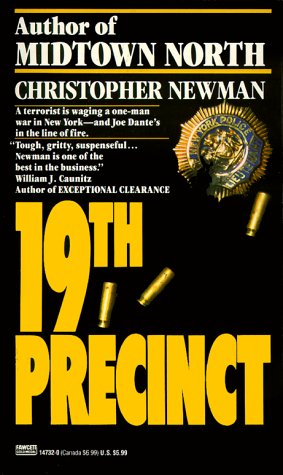 Author of
MIDTOWN NORTH
CHRISTOPHER NEWMAN
A terrorist is waging a one-man
war in New York—and Joe Dante's
in the line of fire.
"Tough, gritty, suspenseful...
Newman is one of the
best in the business."
William J. Caunitz
Author of EXCEPTIONAL CLEARANCE
19TH
PRECINCT
FAWCETT
GOLD MEDAL
14732-0 (Canada $6.99) U.S. $5.99